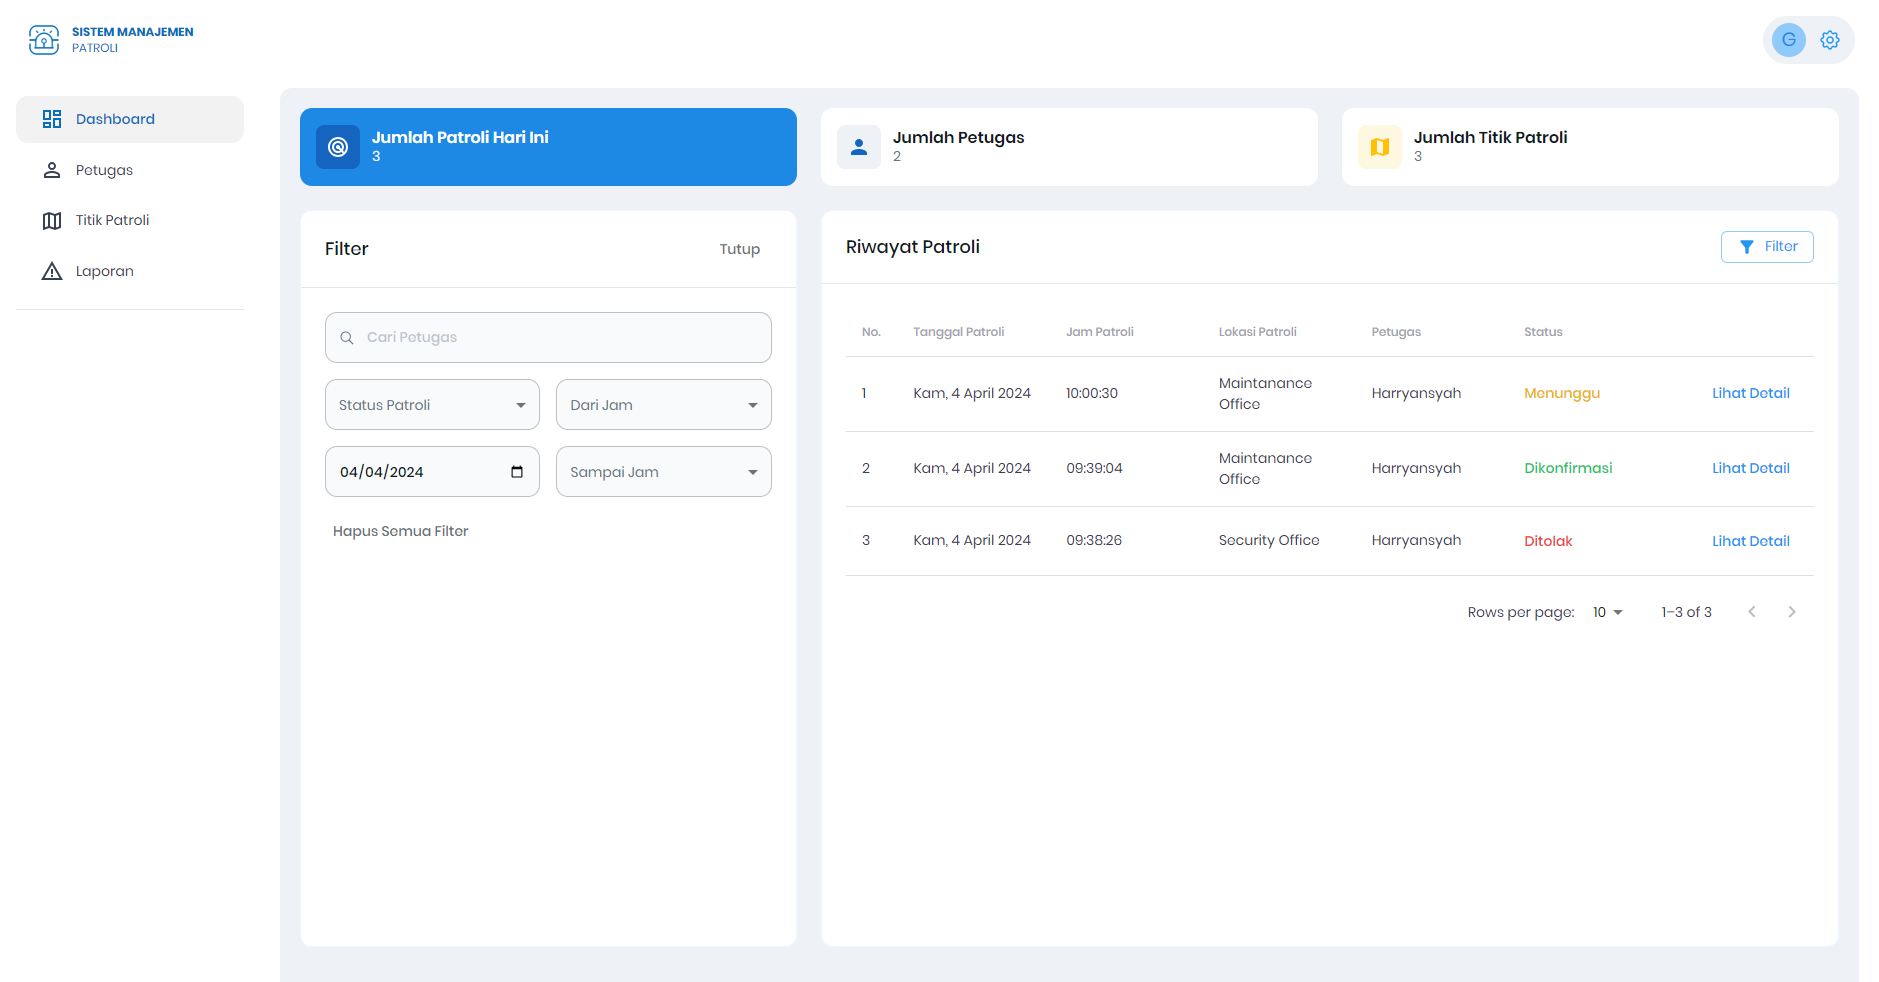 SISTEM MANAJEMEN
PATROLI
G
Dashboard
Petugas
Titik Patroli
Laporan
Jumlah Patroli Hari Ini
3
Jumlah Petugas
2
Jumlah Titik Patroli
3
Filter
Tutup
Cari Petugas
Status Patroli
Dari Jam
04/04/2024
Sampai Jam
Hapus Semua Filter
Riwayat Patroli
Filter
No. Tanggal Patroli Jam Patroli Lokasi Patroli Petugas Status
1 Kam, 4 April 2024 10:00:30 Maintanance Office Harryansyah Menunggu Lihat Detail
2 Kam, 4 April 2024 09:39:04 Maintanance Office Harryansyah Dikonfirmasi Lihat Detail
3 Kam, 4 April 2024 09:38:26 Security Office Harryansyah Ditolak Lihat Detail
Rows per page: 10 1–3 of 3